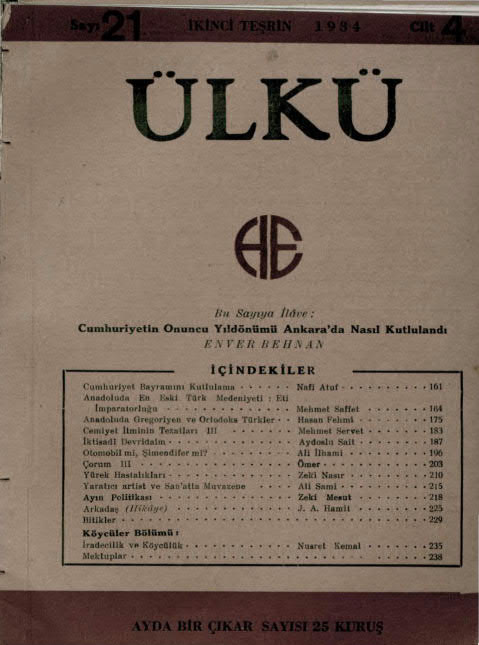 Sayı 21 İKİNCİ TEŞRİN 1934 Cilt 4
ÜLKÜ
HE
Bu Sayıya İlâve :
Cumhuriyetin Onuncu Yıldönümü Ankara'da Nasıl Kutlulandı
ENVER BEHNAN
İÇİNDEKİLER
Cumhuriyet Bayramını Kutlulama Nafi Atuf 161
Anadoluda En Eski Türk Medeniyeti : Eti
İmparatorluğu Mehmet Saffet 164
Anadoluda Gregoriyen ve Ortodoks Türkler Hasan Fehmi 175
Cemiyet İlminin Tezatları III Mehmet Servet 183
İktisadî Devridaim Aydoslu Sait 187
Otomobil mi, Şimendifer mi? Ali İlhami 196
Çorum III Ömer 203
Yürek Hastalıkları Zeki Nasır 210
Yaratıcı artist ve San'atta Muvazene Ali Sami 215
Ayın Politikası Zeki Mesut 218
Arkadaş (Hikâye) J. A. Hamit 225
Bitikler 229
Köycüler Bölümü :
İradecilik ve Köycülük Nusret Kemal 235
Mektuplar 238
AYDA BİR ÇIKAR SAYISI 25 KURUŞ